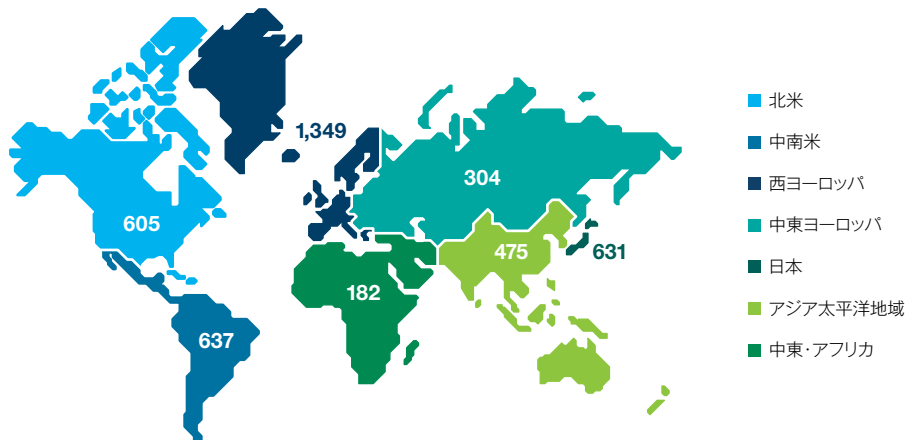 1,349
304
605
475
631
182
637
北米
中南米
西ヨーロッパ
中東ヨーロッパ
日本
アジア太平洋地域
中東・アフリカ